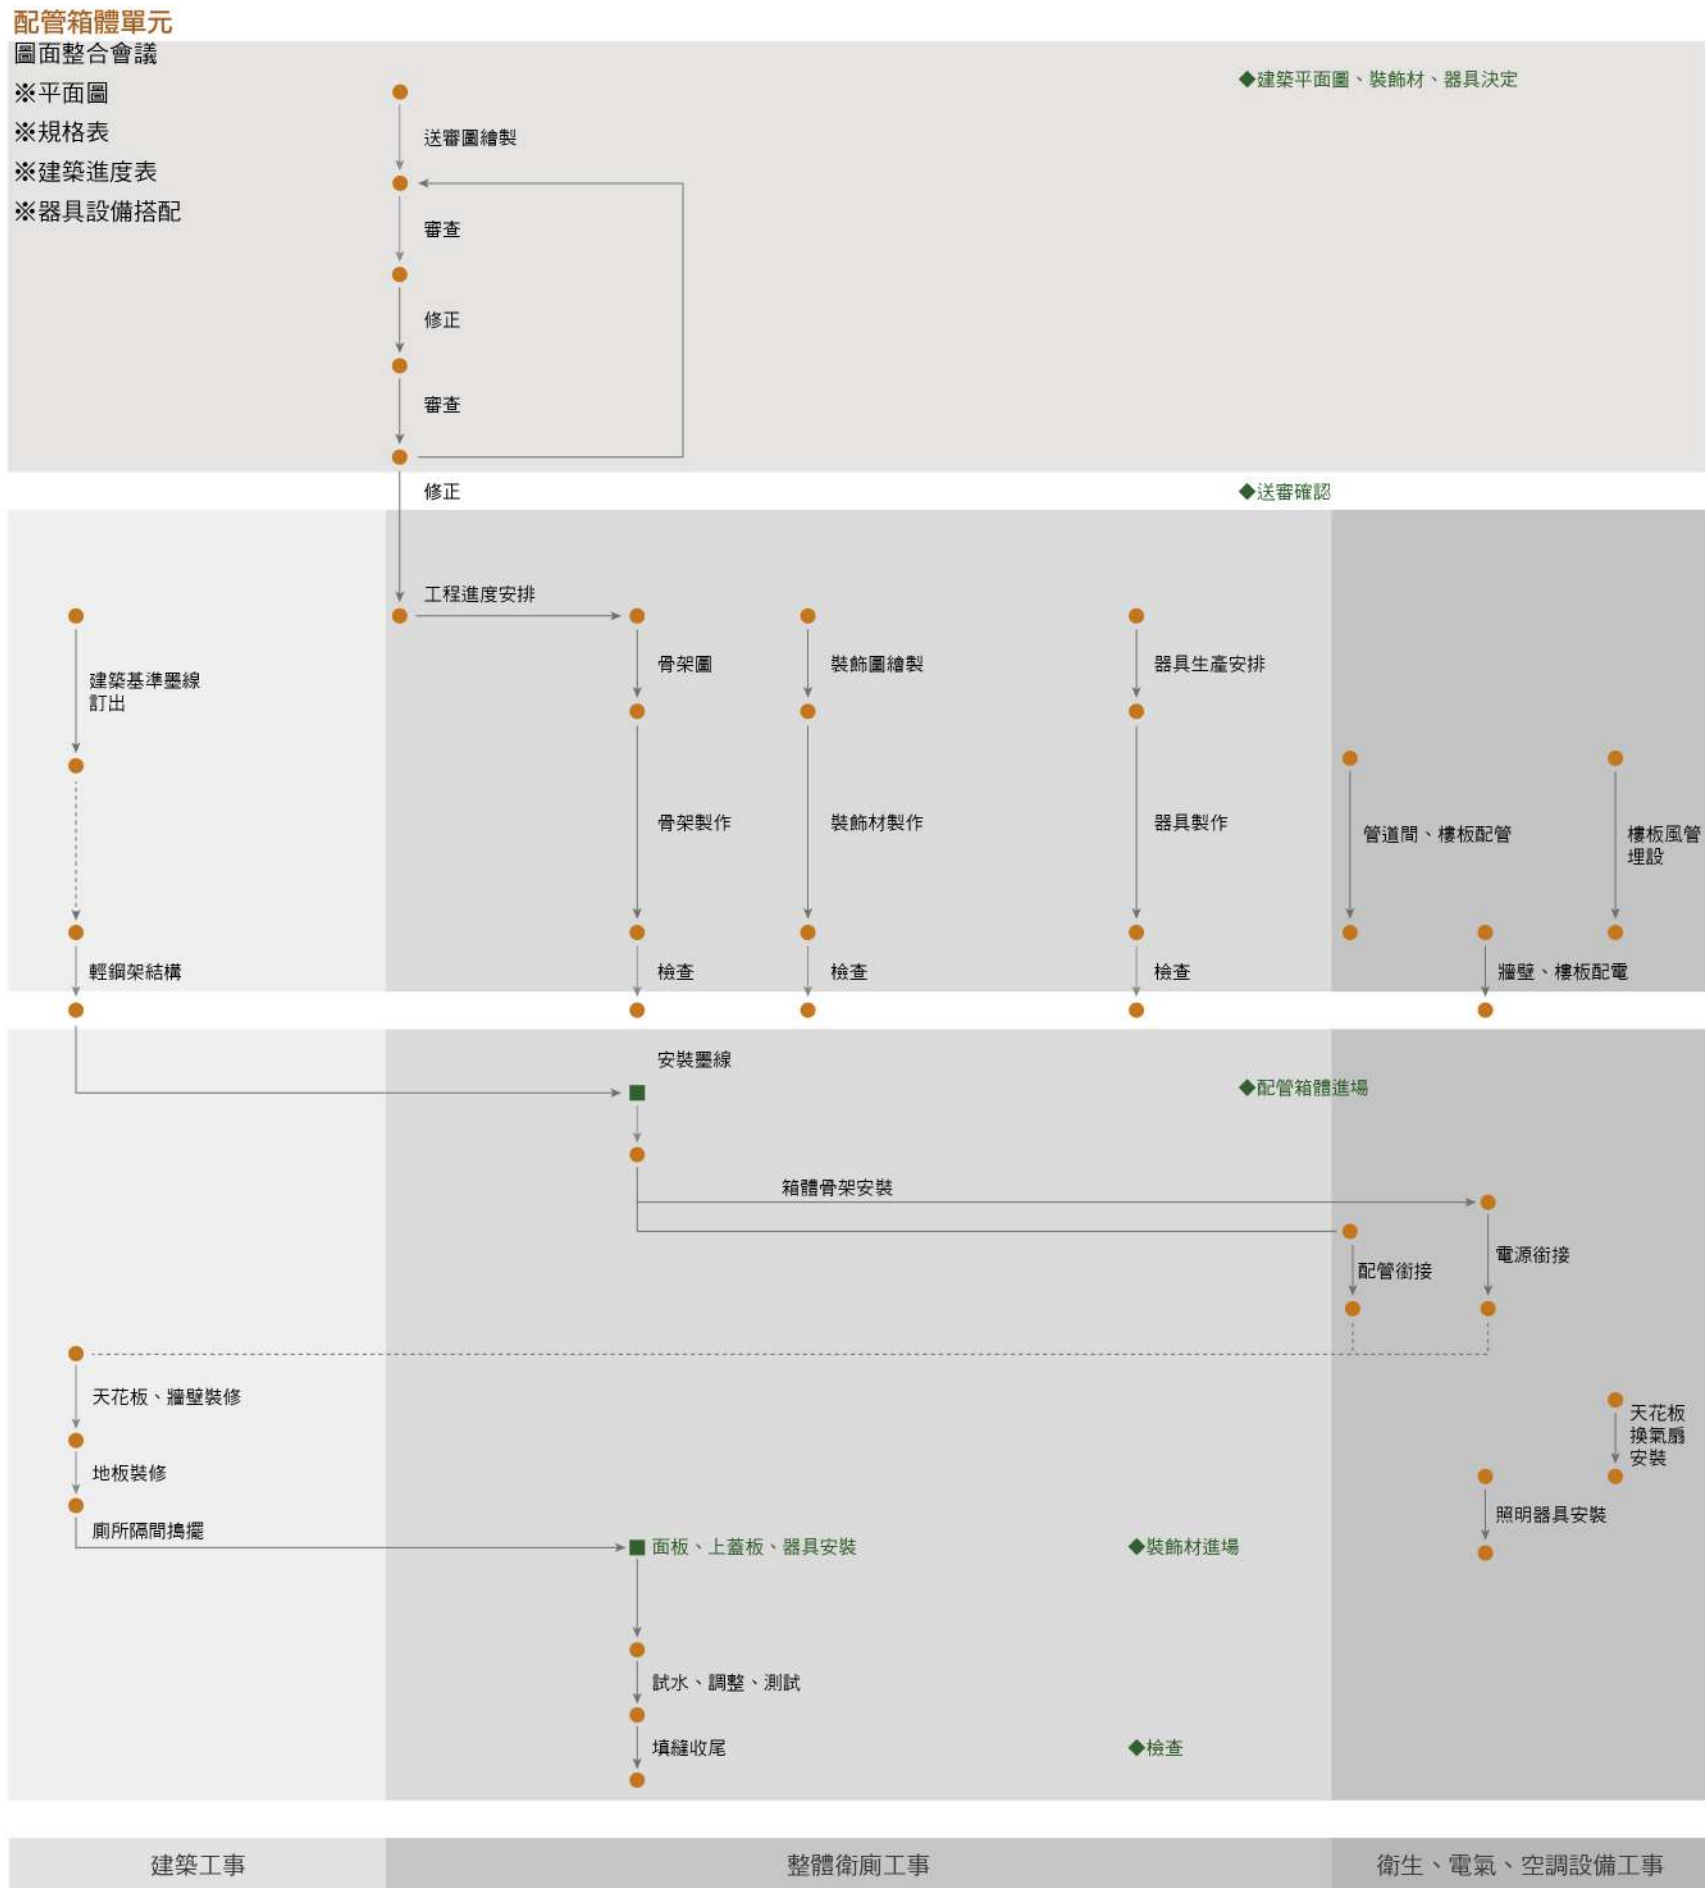 配管箱體單元
圖面整合會議
※平面圖
※規格表
※建築進度表
※器具設備搭配
◆建築平面圖、裝飾材、器具決定
送審圖繪製
審查
修正
審查
修正
◆送審確認
工程進度安排
建築基準墨線
訂出
骨架圖
裝飾圖繪製
器具生產安排
骨架製作
裝飾材製作
器具製作
管道間、樓板配管
樓板風管
埋設
輕鋼架結構
檢查
檢查
檢查
牆壁、樓板配電
安裝墨線
◆配管箱體進場
箱體骨架安裝
電源銜接
配管銜接
天花板、牆壁裝修
天花板
換氣扇
安裝
地板裝修
照明器具安裝
廁所隔間搗擺
面板、上蓋板、器具安裝
◆裝飾材進場
試水、調整、測試
填縫收尾
◆檢查
建築工事
整體衛廁工事
衛生、電氣、空調設備工事